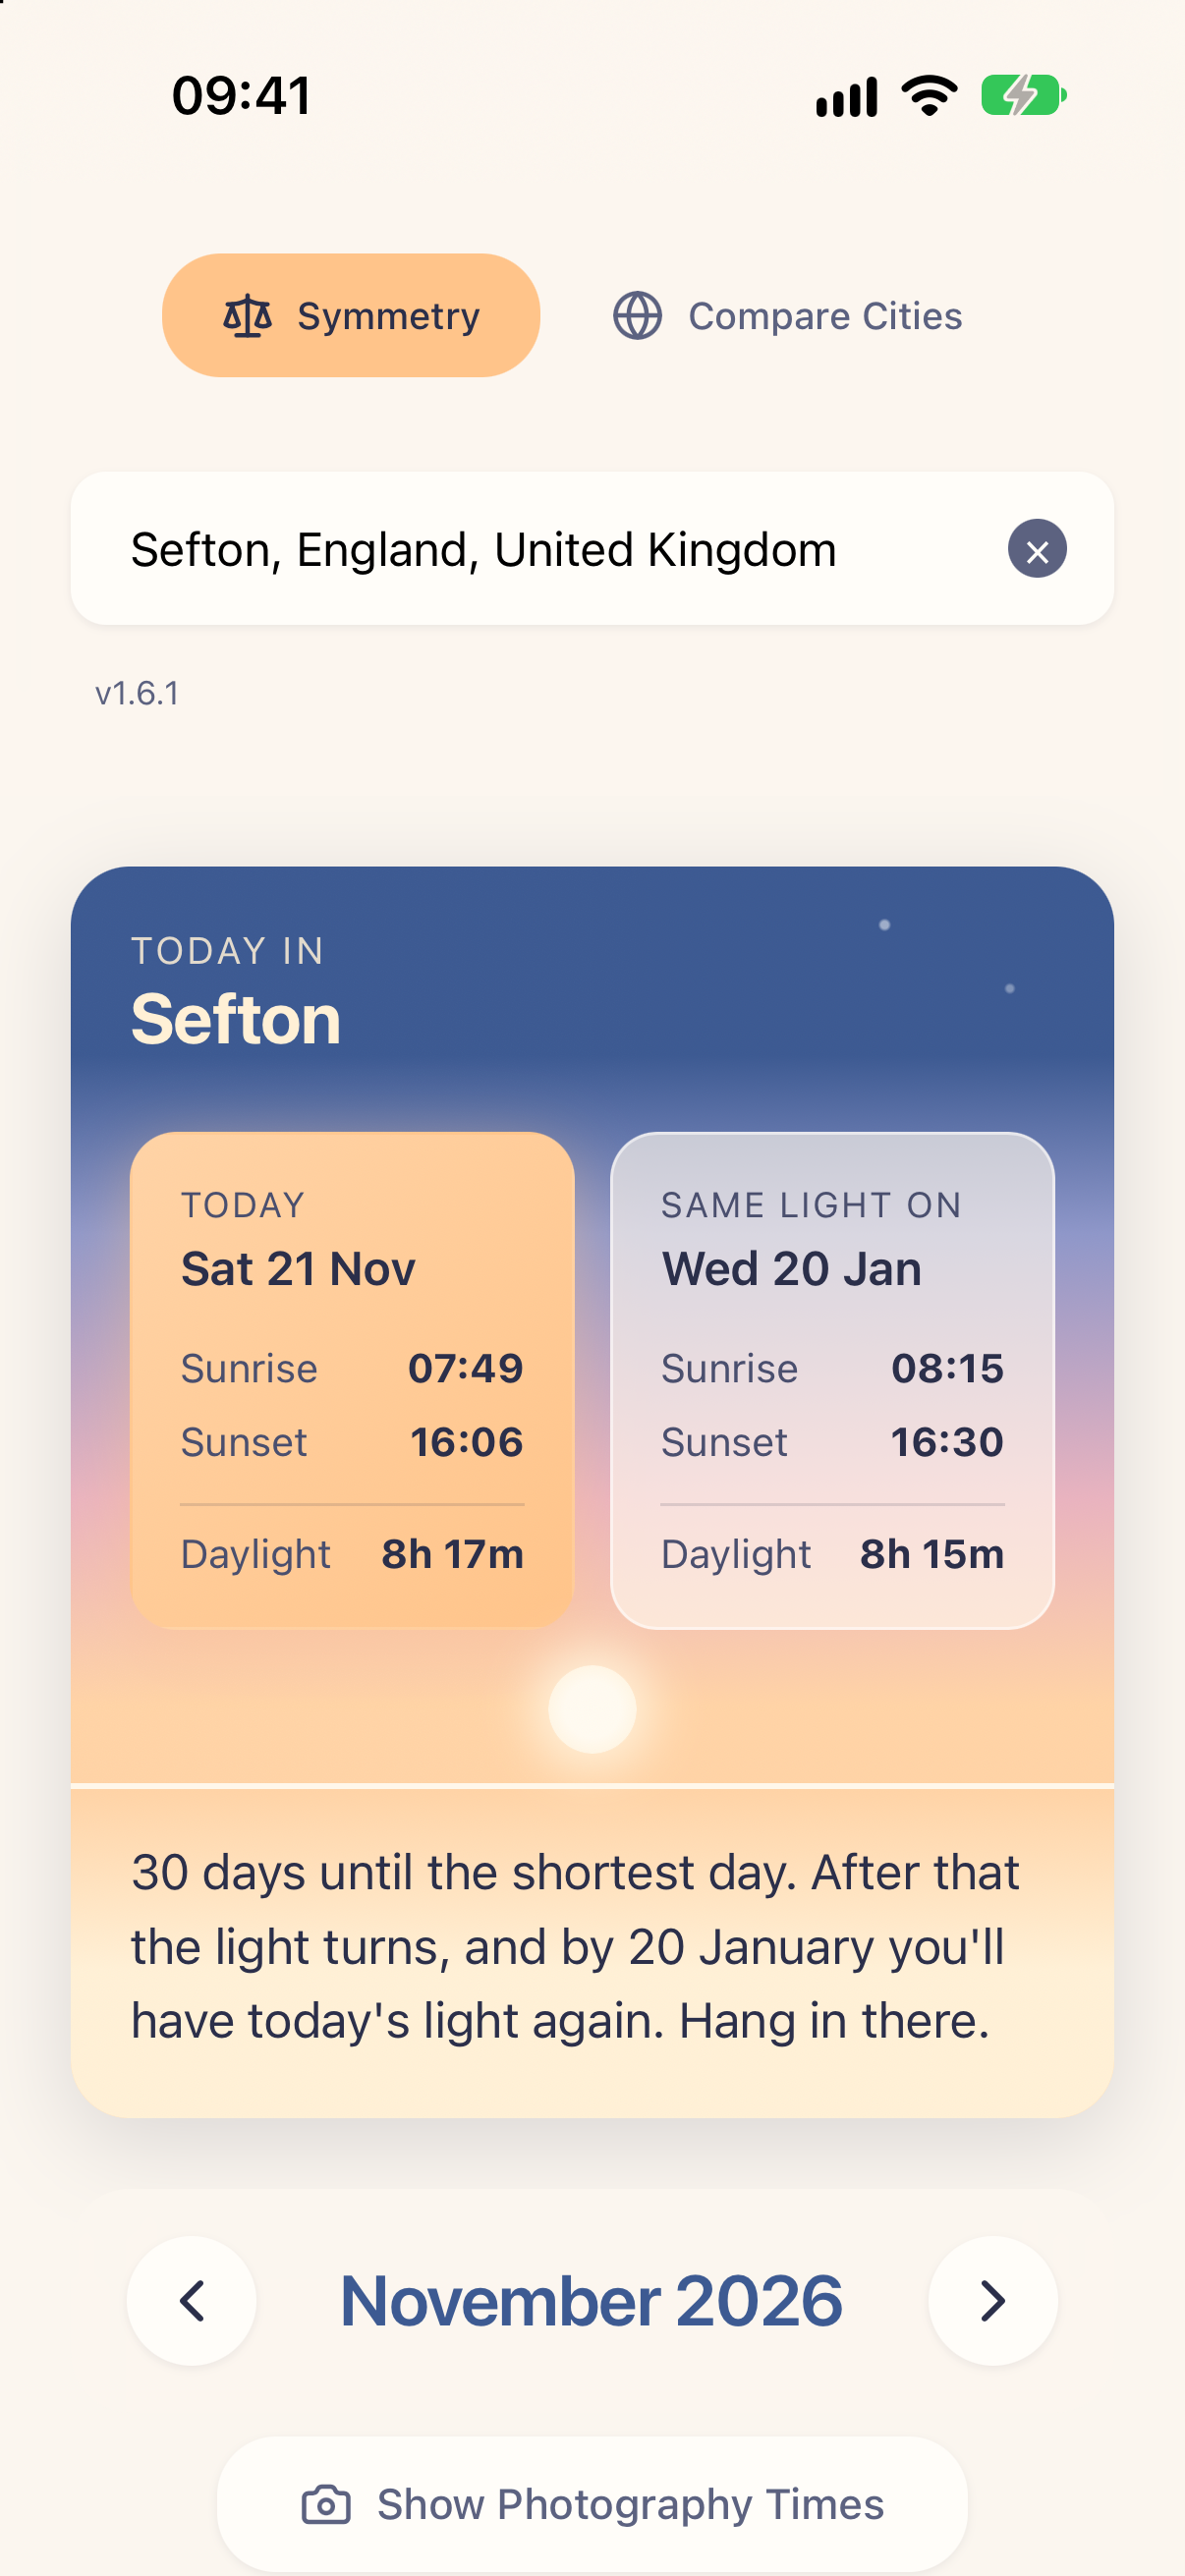 09:41
Symmetry
Compare Cities
Sefton, England, United Kingdom
v1.6.1
TODAY IN
Sefton
TODAY
Sat 21 Nov
Sunrise 07:49
Sunset 16:06
Daylight 8h 17m
SAME LIGHT ON
Wed 20 Jan
Sunrise 08:15
Sunset 16:30
Daylight 8h 15m
30 days until the shortest day. After that
the light turns, and by 20 January you'll
have today's light again. Hang in there.
November 2026
Show Photography Times